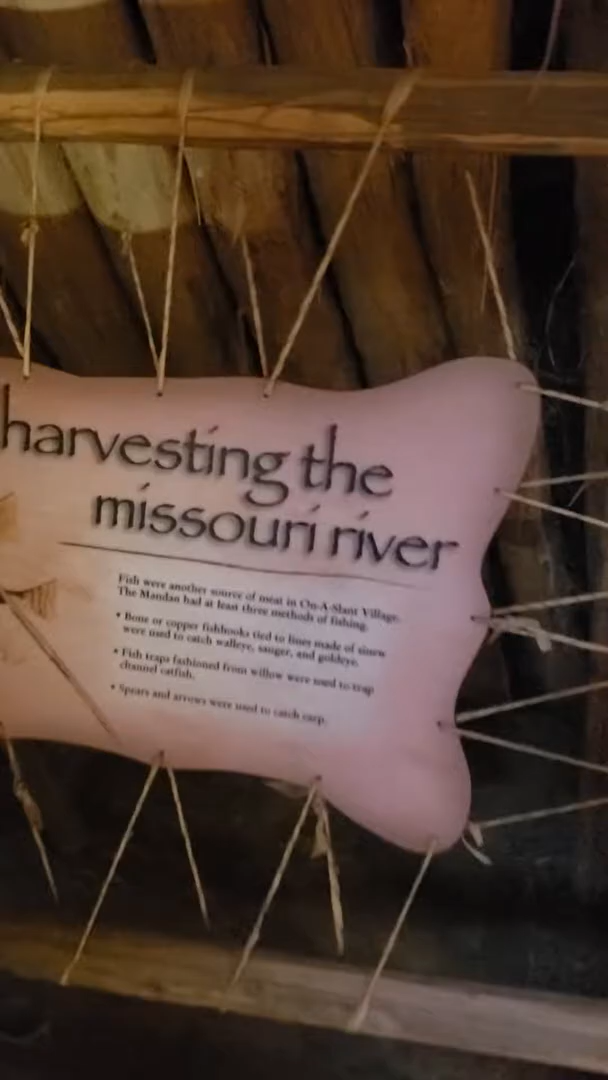 harvesting the
missouri river
Fish were another source of meat in On-A-Slant Village.
The Mandan had at least three methods of fishing.
• Bone or copper fishhooks tied to lines made of sinew
were used to catch walleye, sauger, and goldeye.
• Fish traps fashioned from willow were used to trap
channel catfish.
• Spears and arrows were used to catch carp.